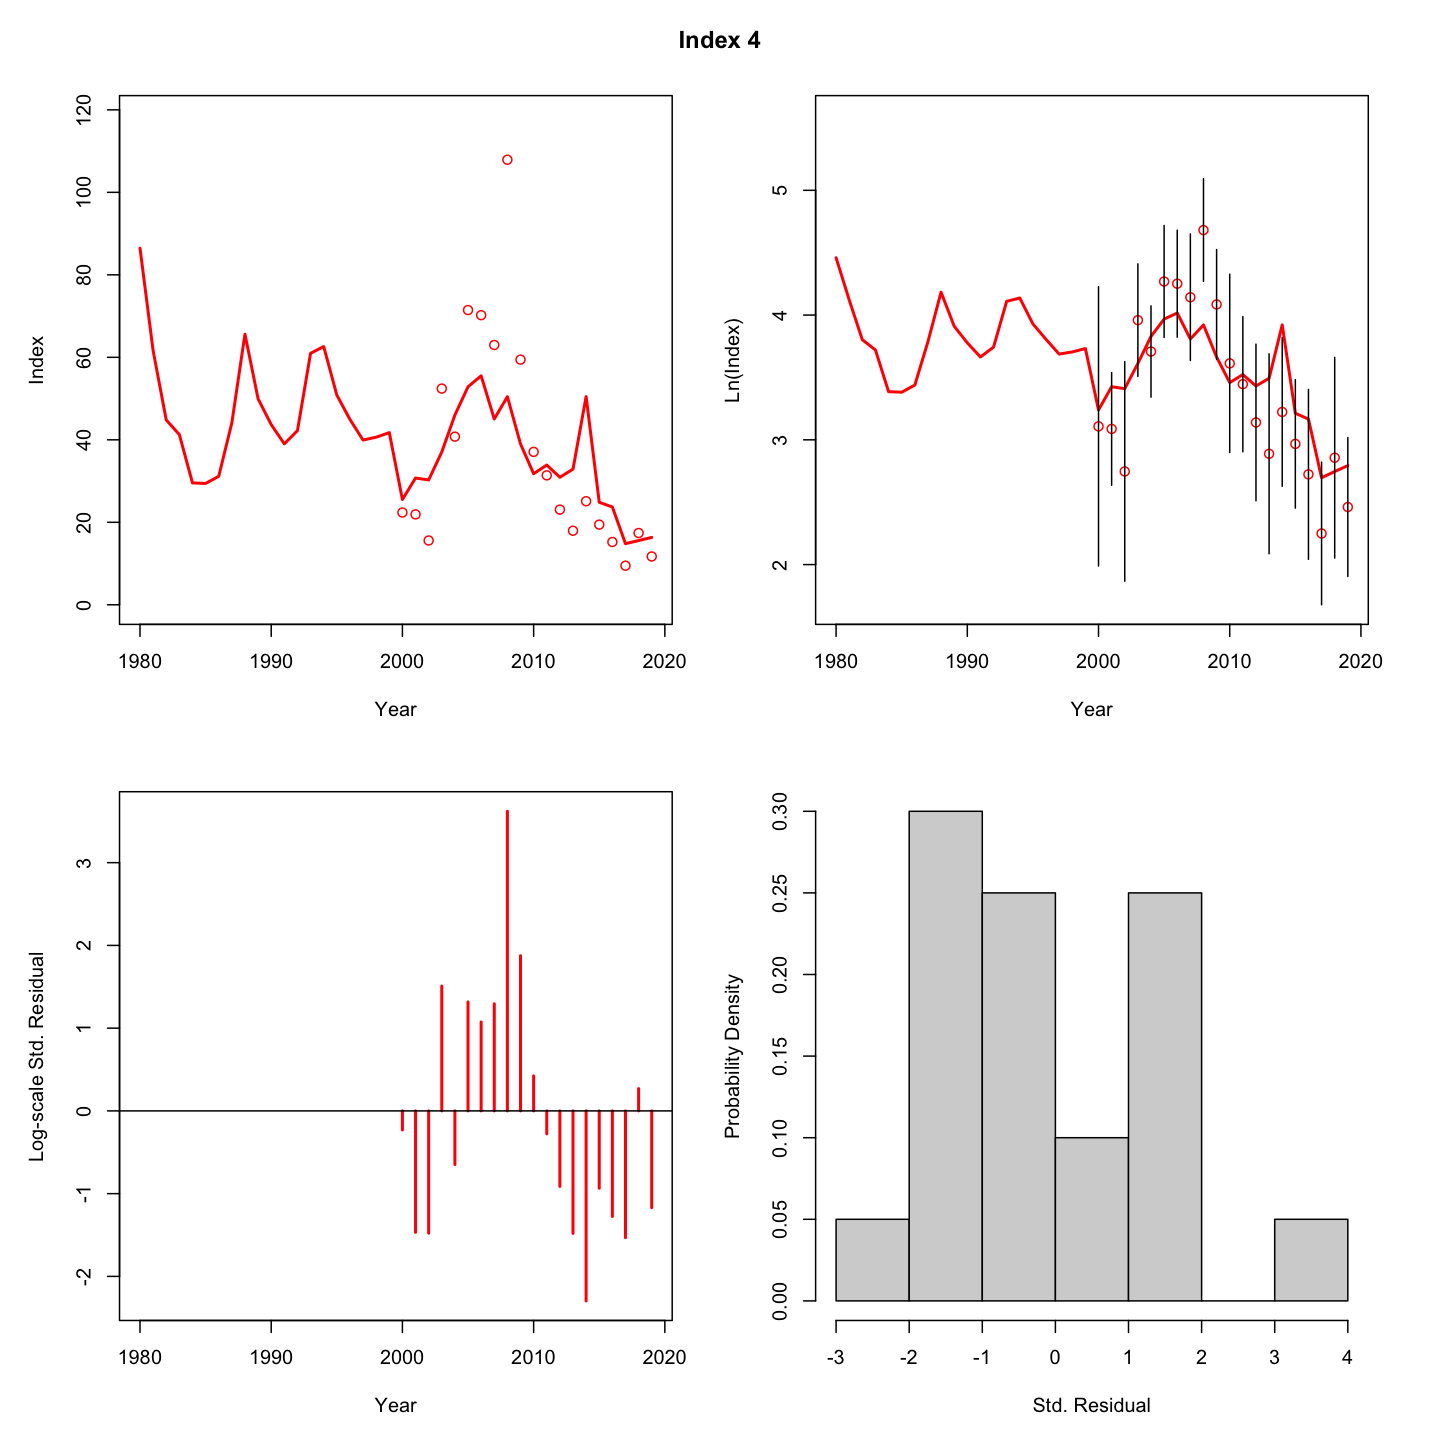 Index 4
120
100
80
60
40
20
0
Index
1980 1990 2000 2010 2020
Year
5
4
3
2
Ln(Index)
1980 1990 2000 2010 2020
Year
3
2
1
0
-1
-2
Log-scale Std. Residual
1980 1990 2000 2010 2020
Year
0.30
0.25
0.20
0.15
0.10
0.05
0.00
Probability Density
-3 -2 -1 0 1 2 3 4
Std. Residual